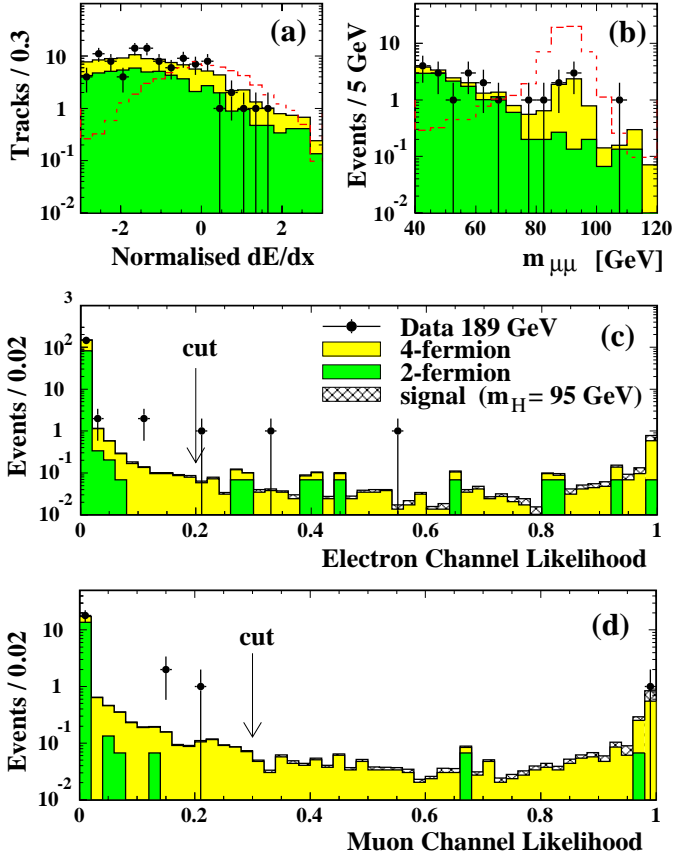 (a)
Tracks / 0.3
10
1
10⁻¹
10⁻²
-2 0 2
Normalised dE/dx
(b)
Events / 5 GeV
10
1
10⁻¹
10⁻²
40 60 80 100 120
m μμ [GeV]
(c)
Events / 0.02
10³
10²
10
1
10⁻¹
10⁻²
cut
Data 189 GeV
4-fermion
2-fermion
signal (m_H = 95 GeV)
0 0.2 0.4 0.6 0.8 1
Electron Channel Likelihood
(d)
Events / 0.02
10
1
10⁻¹
10⁻²
cut
0 0.2 0.4 0.6 0.8 1
Muon Channel Likelihood